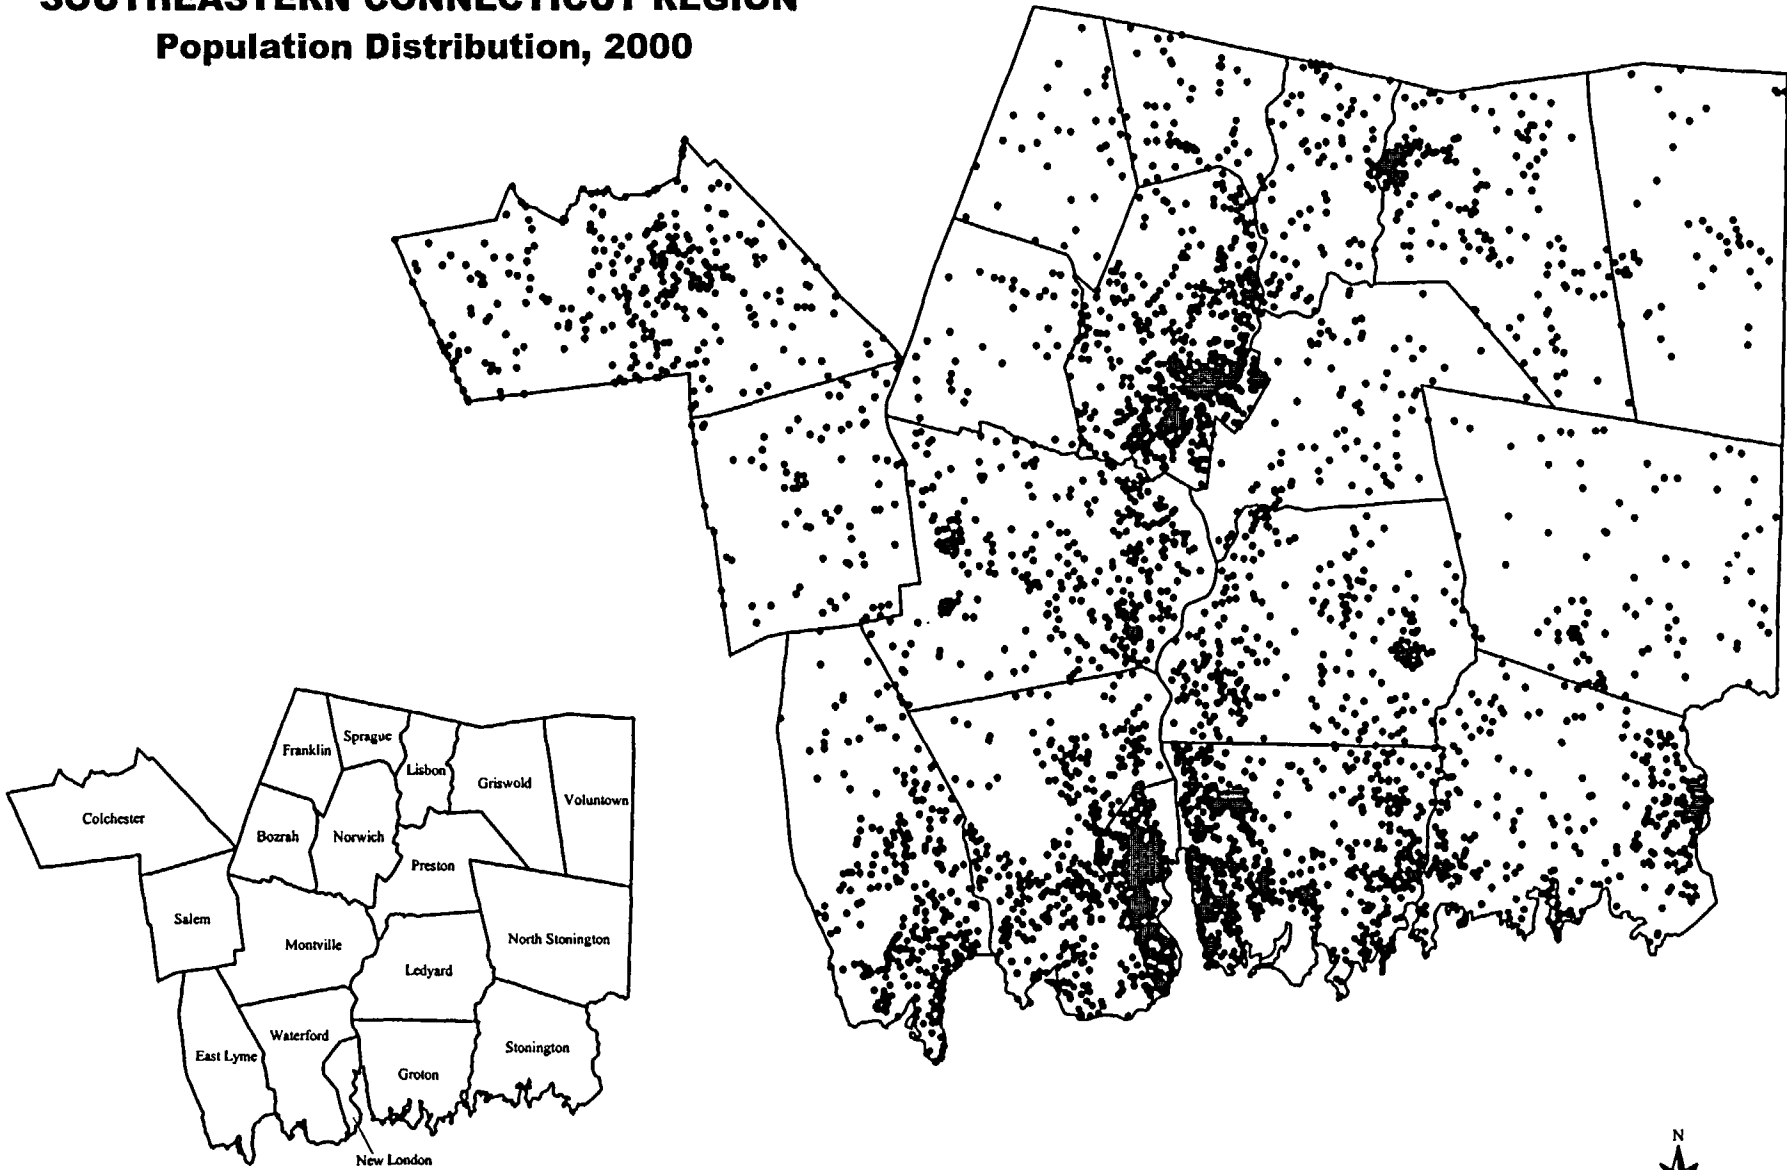 SOUTHEASTERN CONNECTICUT REGION
Population Distribution, 2000
Franklin
Sprague
Lisbon
Griswold
Voluntown
Colchester
Bozrah
Norwich
Preston
Salem
Montville
North Stonington
Ledyard
Waterford
East Lyme
Stonington
Groton
New London
N